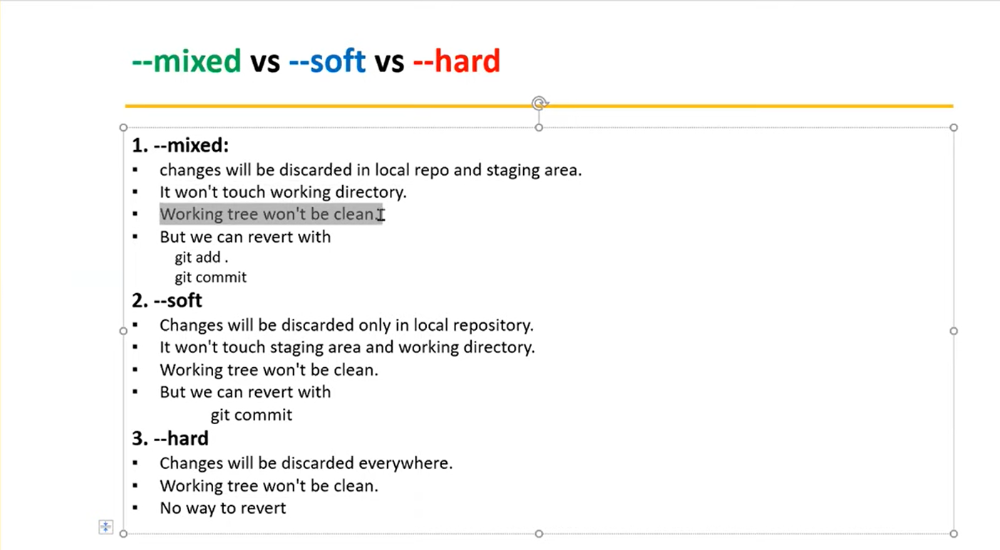 --mixed vs --soft vs --hard
1. --mixed:
▪ changes will be discarded in local repo and staging area.
▪ It won't touch working directory.
▪ Working tree won't be clean.
▪ But we can revert with
git add .
git commit
2. --soft
▪ Changes will be discarded only in local repository.
▪ It won't touch staging area and working directory.
▪ Working tree won't be clean.
▪ But we can revert with
git commit
3. --hard
▪ Changes will be discarded everywhere.
▪ Working tree won't be clean.
▪ No way to revert